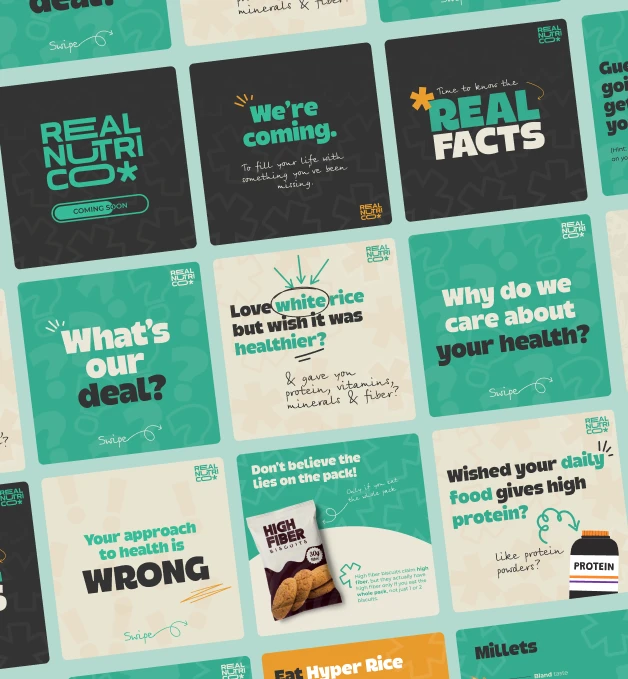 deal?
Swipe
minerals & fiber?
REAL
NUTRI
CO*
COMING SOON
We're
coming.
To fill your life with
something you've been
missing.
REAL
NUTRI
CO*
REAL
NUTRI
CO*
Time to know the
REAL
FACTS
REAL
NUTRI
CO*
What's
our
deal?
Swipe
REAL
NUTRI
CO*
Love white rice
but wish it was
healthier?
& gave you
protein, vitamins,
minerals & fiber?
REAL
NUTRI
CO*
Why do we
care about
your health?
Swipe
REAL
NUTRI
CO*
Your approach
to health is
WRONG
Swipe
Don't believe the
lies on the pack!
Only if you eat
the whole pack
HIGH
FIBER
BISCUITS
30g
High fiber biscuits claim high
fiber, but they actually have
high fiber only if you eat the
whole pack, not just 1 or 2
biscuits.
REAL
NUTRI
CO*
Wished your daily
food gives high
protein?
Like protein
powders?
PROTEIN
REAL
NUTRI
CO*
Eat Hyper Rice
Millets
Bland taste